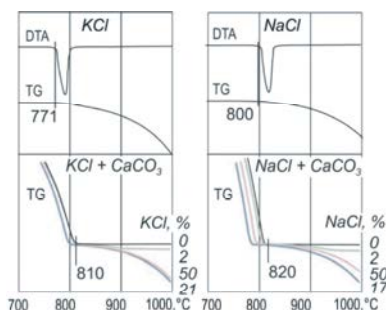 KCl
DTA
TG
771
NaCl
DTA
TG
800
KCl + CaCO₃
TG
KCl, %
0
2
50
21
810
NaCl + CaCO₃
TG
NaCl, %
0
2
50
17
820
700 800 900 1000,°C
700 800 900 1000,°C